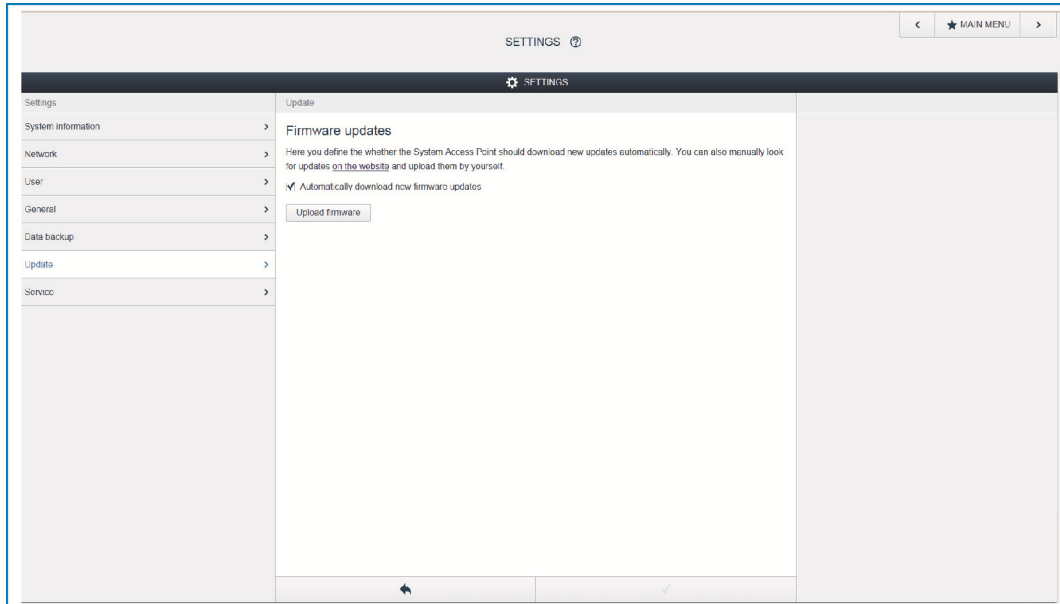 MAIN MENU
SETTINGS
SETTINGS
Settings
Update
System information
Network
User
General
Data backup
Update
Service
Firmware updates
Here you define the whether the System Access Point should download new updates automatically. You can also manually look
for updates on the website and upload them by yourself.
Automatically download new firmware updates
Upload firmware